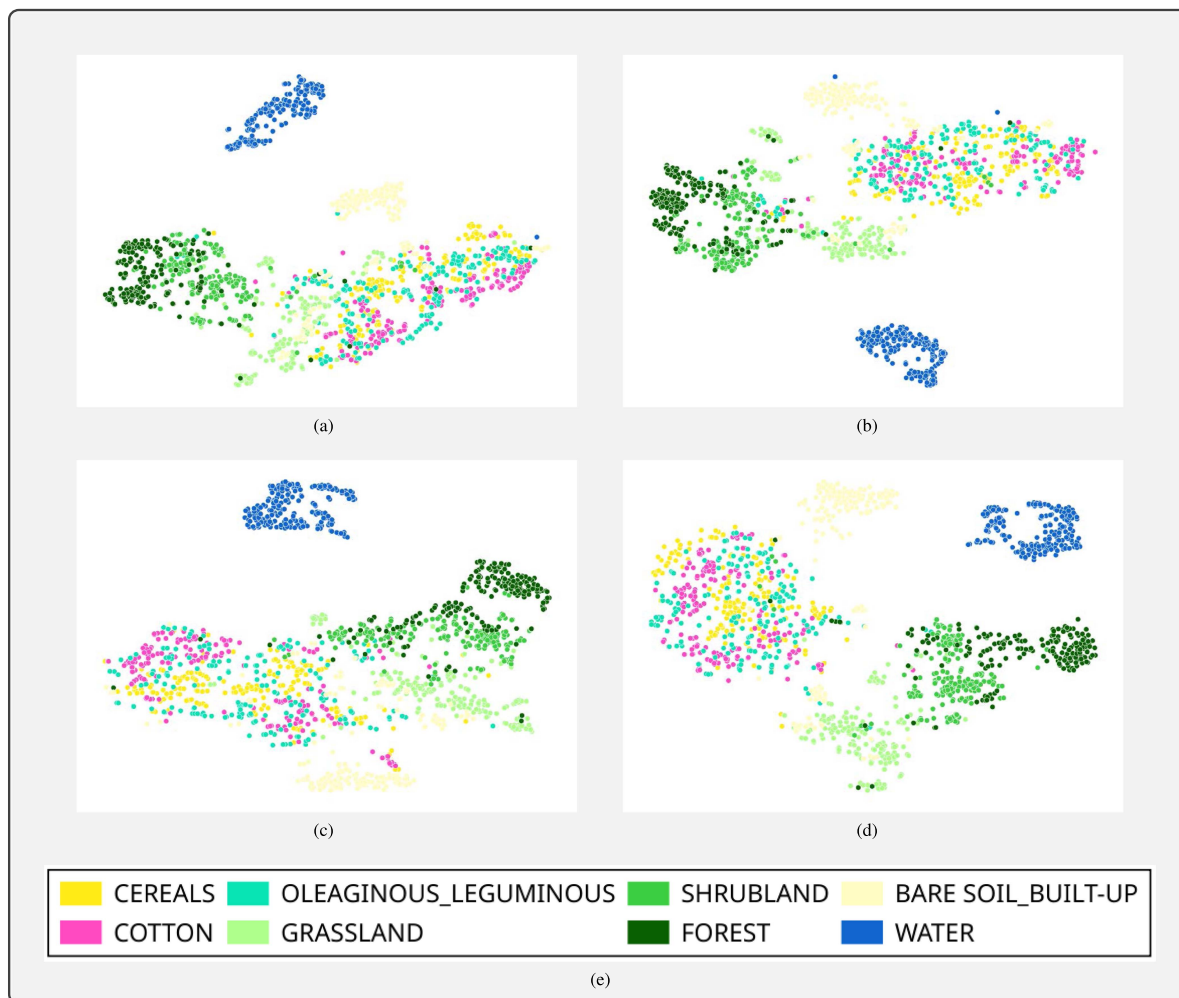 (a)
(b)
(c)
(d)
CEREALS OLEAGINOUS_LEGUMINOUS SHRUBLAND BARE SOIL_BUILT-UP
COTTON GRASSLAND FOREST WATER
(e)